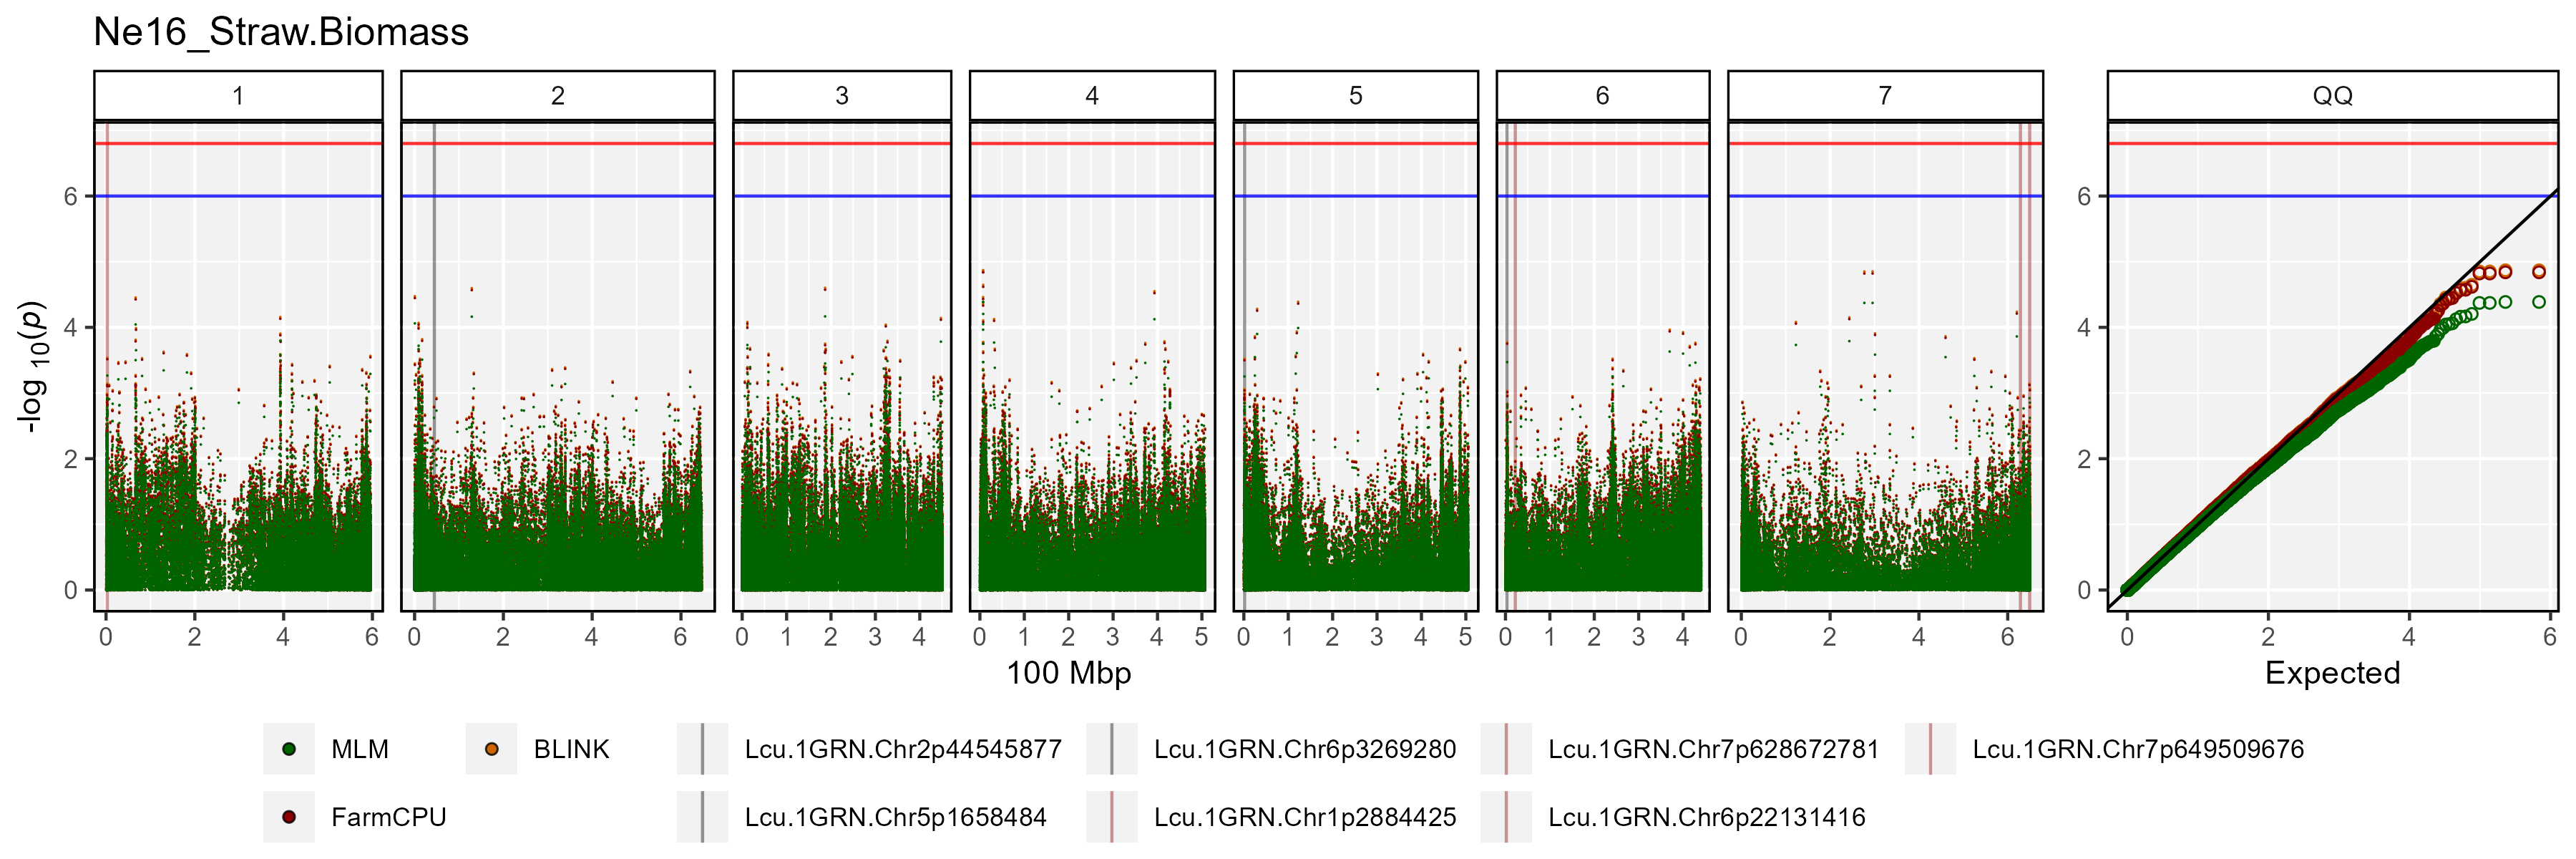 Ne16_Straw.Biomass
1 2 3 4 5 6 7 QQ
-log 10(p)
6
4
2
0
6
4
2
0
0 2 4 6 0 2 4 6 0 1 2 3 4 0 1 2 3 4 5 0 1 2 3 4 5 0 1 2 3 4 0 2 4 6 0 2 4 6
100 Mbp Expected
MLM BLINK Lcu.1GRN.Chr2p44545877 Lcu.1GRN.Chr6p3269280 Lcu.1GRN.Chr7p628672781 Lcu.1GRN.Chr7p649509676
FarmCPU Lcu.1GRN.Chr5p1658484 Lcu.1GRN.Chr1p2884425 Lcu.1GRN.Chr6p22131416